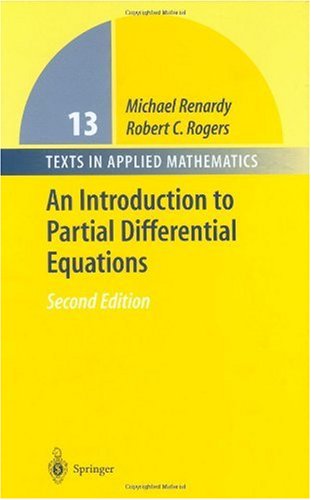 13
Michael Renardy
Robert C. Rogers
TEXTS IN APPLIED MATHEMATICS
An Introduction to
Partial Differential
Equations
Second Edition
Springer